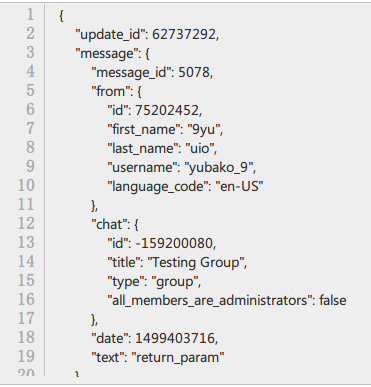 1 {
2 "update_id": 62737292,
3 "message": {
4 "message_id": 5078,
5 "from": {
6 "id": 75202452,
7 "first_name": "9yu",
8 "last_name": "uio",
9 "username": "yubako_9",
10 "language_code": "en-US"
11 },
12 "chat": {
13 "id": -159200080,
14 "title": "Testing Group",
15 "type": "group",
16 "all_members_are_administrators": false
17 },
18 "date": 1499403716,
19 "text": "return_param"
20 }